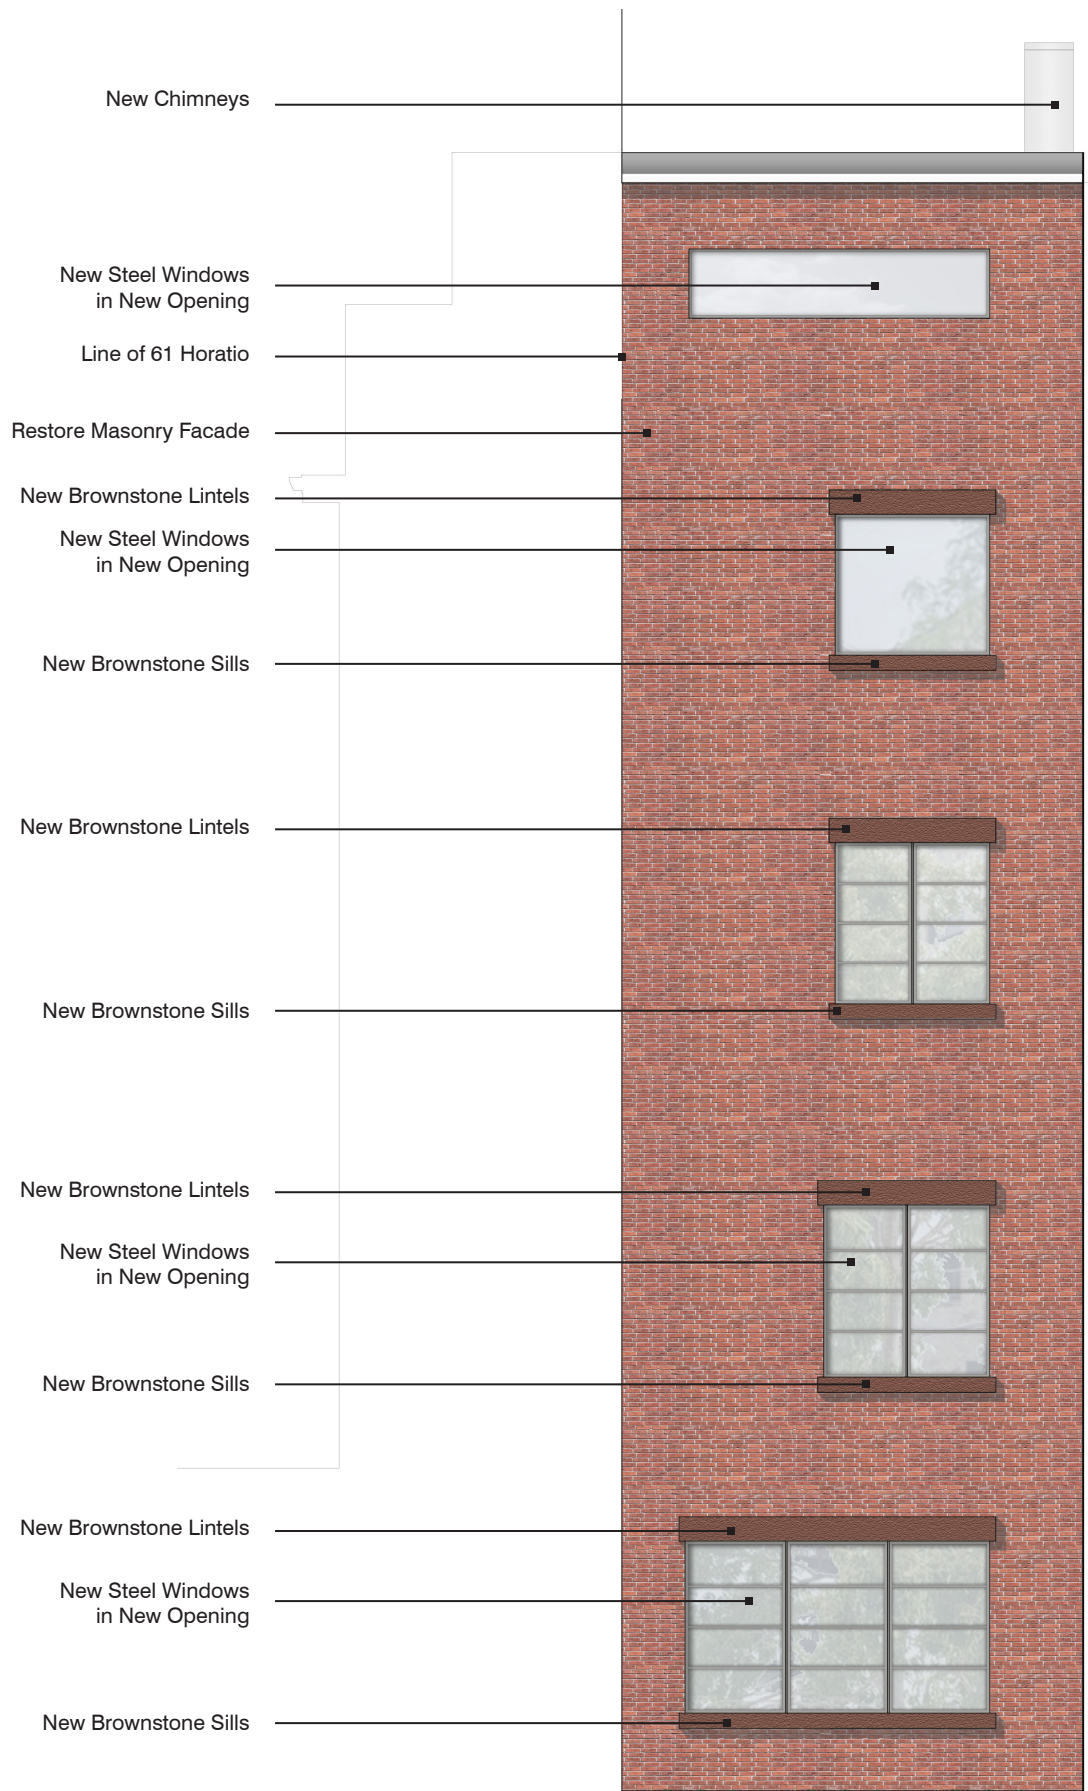 New Chimneys
New Steel Windows
in New Opening
Line of 61 Horatio
Restore Masonry Facade
New Brownstone Lintels
New Steel Windows
in New Opening
New Brownstone Sills
New Brownstone Lintels
New Brownstone Sills
New Brownstone Lintels
New Steel Windows
in New Opening
New Brownstone Sills
New Brownstone Lintels
New Steel Windows
in New Opening
New Brownstone Sills